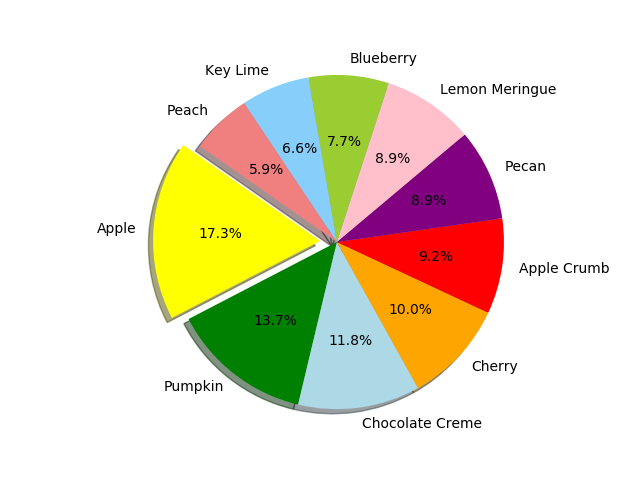 Blueberry
Key Lime
Lemon Meringue
Peach
7.7%
6.6%
8.9%
Pecan
5.9%
8.9%
Apple
17.3%
9.2%
Apple Crumb
13.7%
10.0%
11.8%
Cherry
Pumpkin
Chocolate Creme